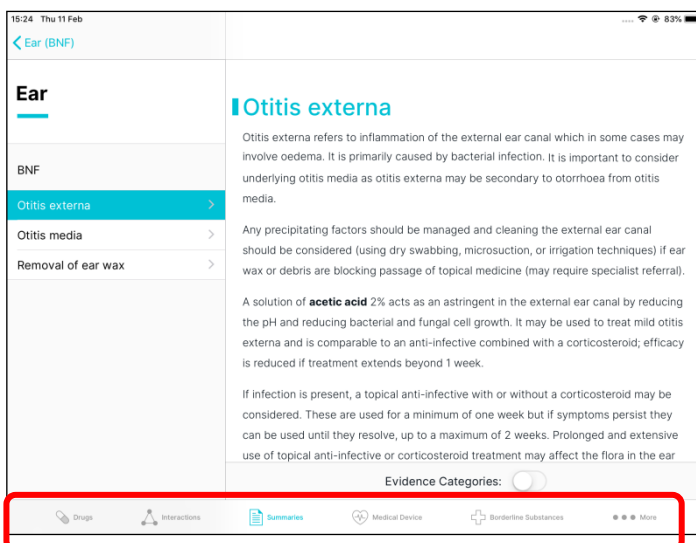 15:24 Thu 11 Feb
83%
Ear (BNF)
Ear
BNF
Otitis externa
Otitis media
Removal of ear wax
Otitis externa
Otitis externa refers to inflammation of the external ear canal which in some cases may
involve oedema. It is primarily caused by bacterial infection. It is important to consider
underlying otitis media as otitis externa may be secondary to otorrhoea from otitis
media.
Any precipitating factors should be managed and cleaning the external ear canal
should be considered (using dry swabbing, microsuction, or irrigation techniques) if ear
wax or debris are blocking passage of topical medicine (may require specialist referral).
A solution of acetic acid 2% acts as an astringent in the external ear canal by reducing
the pH and reducing bacterial and fungal cell growth. It may be used to treat mild otitis
externa and is comparable to an anti-infective combined with a corticosteroid; efficacy
is reduced if treatment extends beyond 1 week.
If infection is present, a topical anti-infective with or without a corticosteroid may be
considered. These are used for a minimum of one week but if symptoms persist they
can be used until they resolve, up to a maximum of 2 weeks. Prolonged and extensive
use of topical anti-infective or corticosteroid treatment may affect the flora in the ear
Evidence Categories:
Drugs Interactions Summaries Medical Device Borderline Substances More